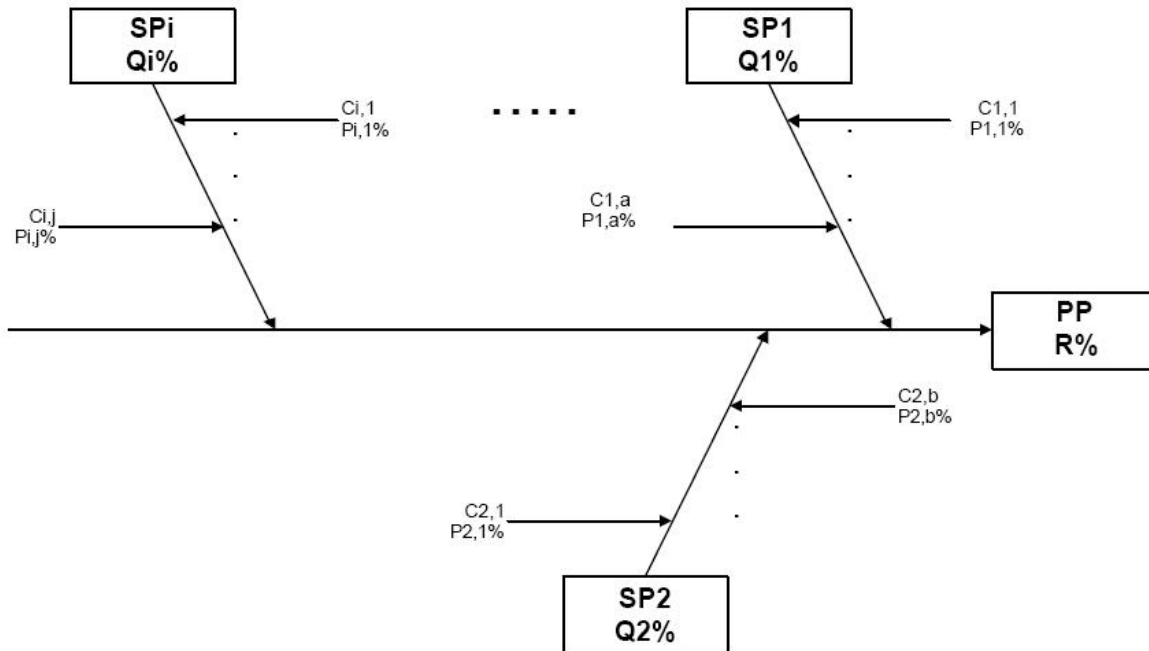 SPi
Qi%
SP1
Q1%
Ci,1
Pi,1%
C1,1
P1,1%
Ci,j
Pi,j%
C1,a
P1,a%
PP
R%
C2,b
P2,b%
C2,1
P2,1%
SP2
Q2%